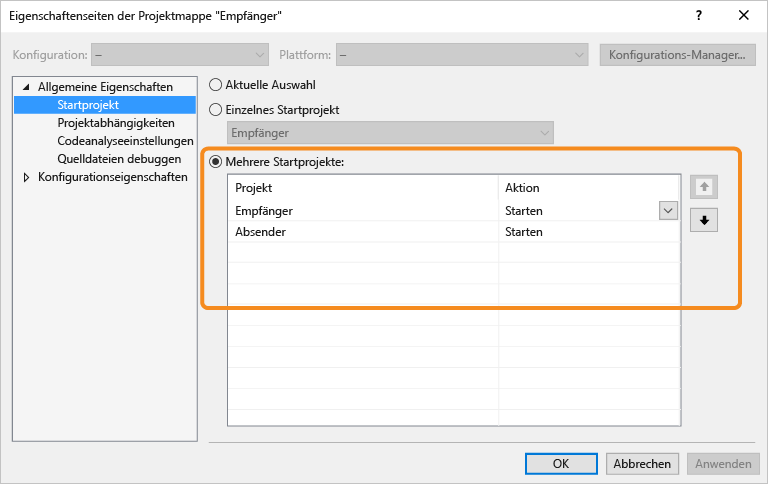 Eigenschaftenseiten der Projektmappe "Empfänger"
Konfiguration: – Plattform: – Konfigurations-Manager...
Allgemeine Eigenschaften
Startprojekt
Projektabhängigkeiten
Codeanalyseeinstellungen
Quelldateien debuggen
Konfigurationseigenschaften
Aktuelle Auswahl
Einzelnes Startprojekt
Empfänger
Mehrere Startprojekte:
Projekt Aktion
Empfänger Starten
Absender Starten
OK Abbrechen Anwenden